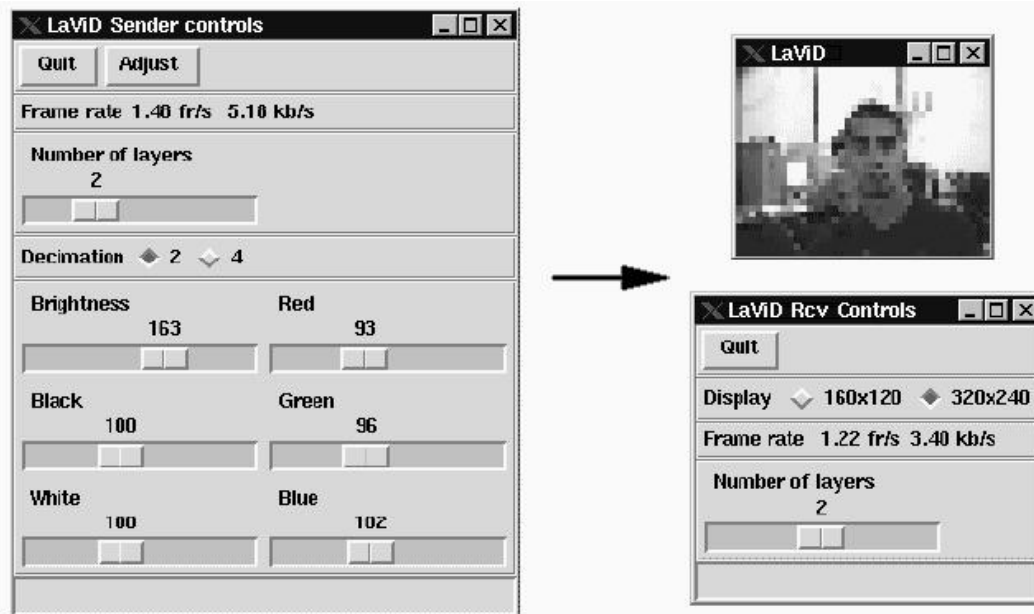 LaViD Sender controls
Quit Adjust
Frame rate 1.40 fr/s 5.10 kb/s
Number of layers
2
Decimation 2 4
Brightness Red
163 93
Black Green
100 96
White Blue
100 102
LaViD
LaViD Rcv Controls
Quit
Display 160x120 320x240
Frame rate 1.22 fr/s 3.40 kb/s
Number of layers
2